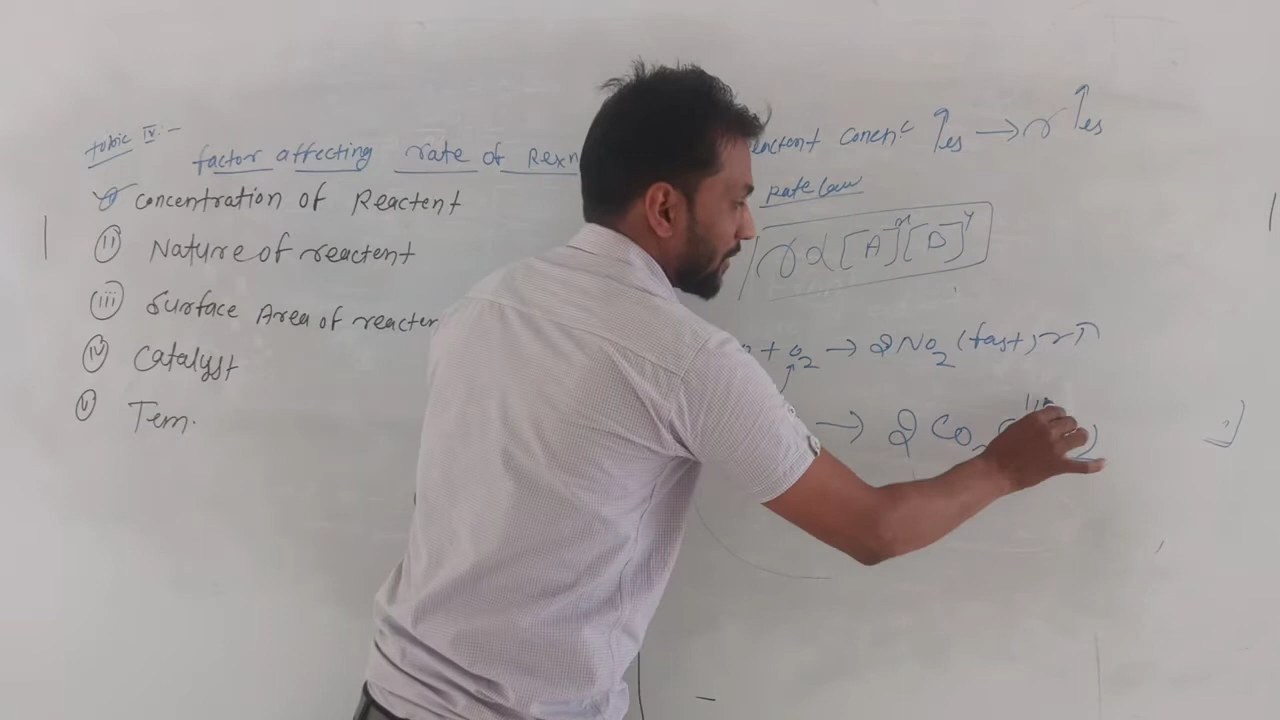 topic IV:-
factor affecting rate of Rexn
(i) concentration of Reactent
(ii) Nature of reactent
(iii) Surface Area of reacten
(iv) Catalyst
(v) Tem.
actent concnᶜ ↑es → r ↑es
Rate law
r α [A]ˣ [B]ʸ
+ O₂ → 2NO₂ (fast) r↑
→ 2CO₂